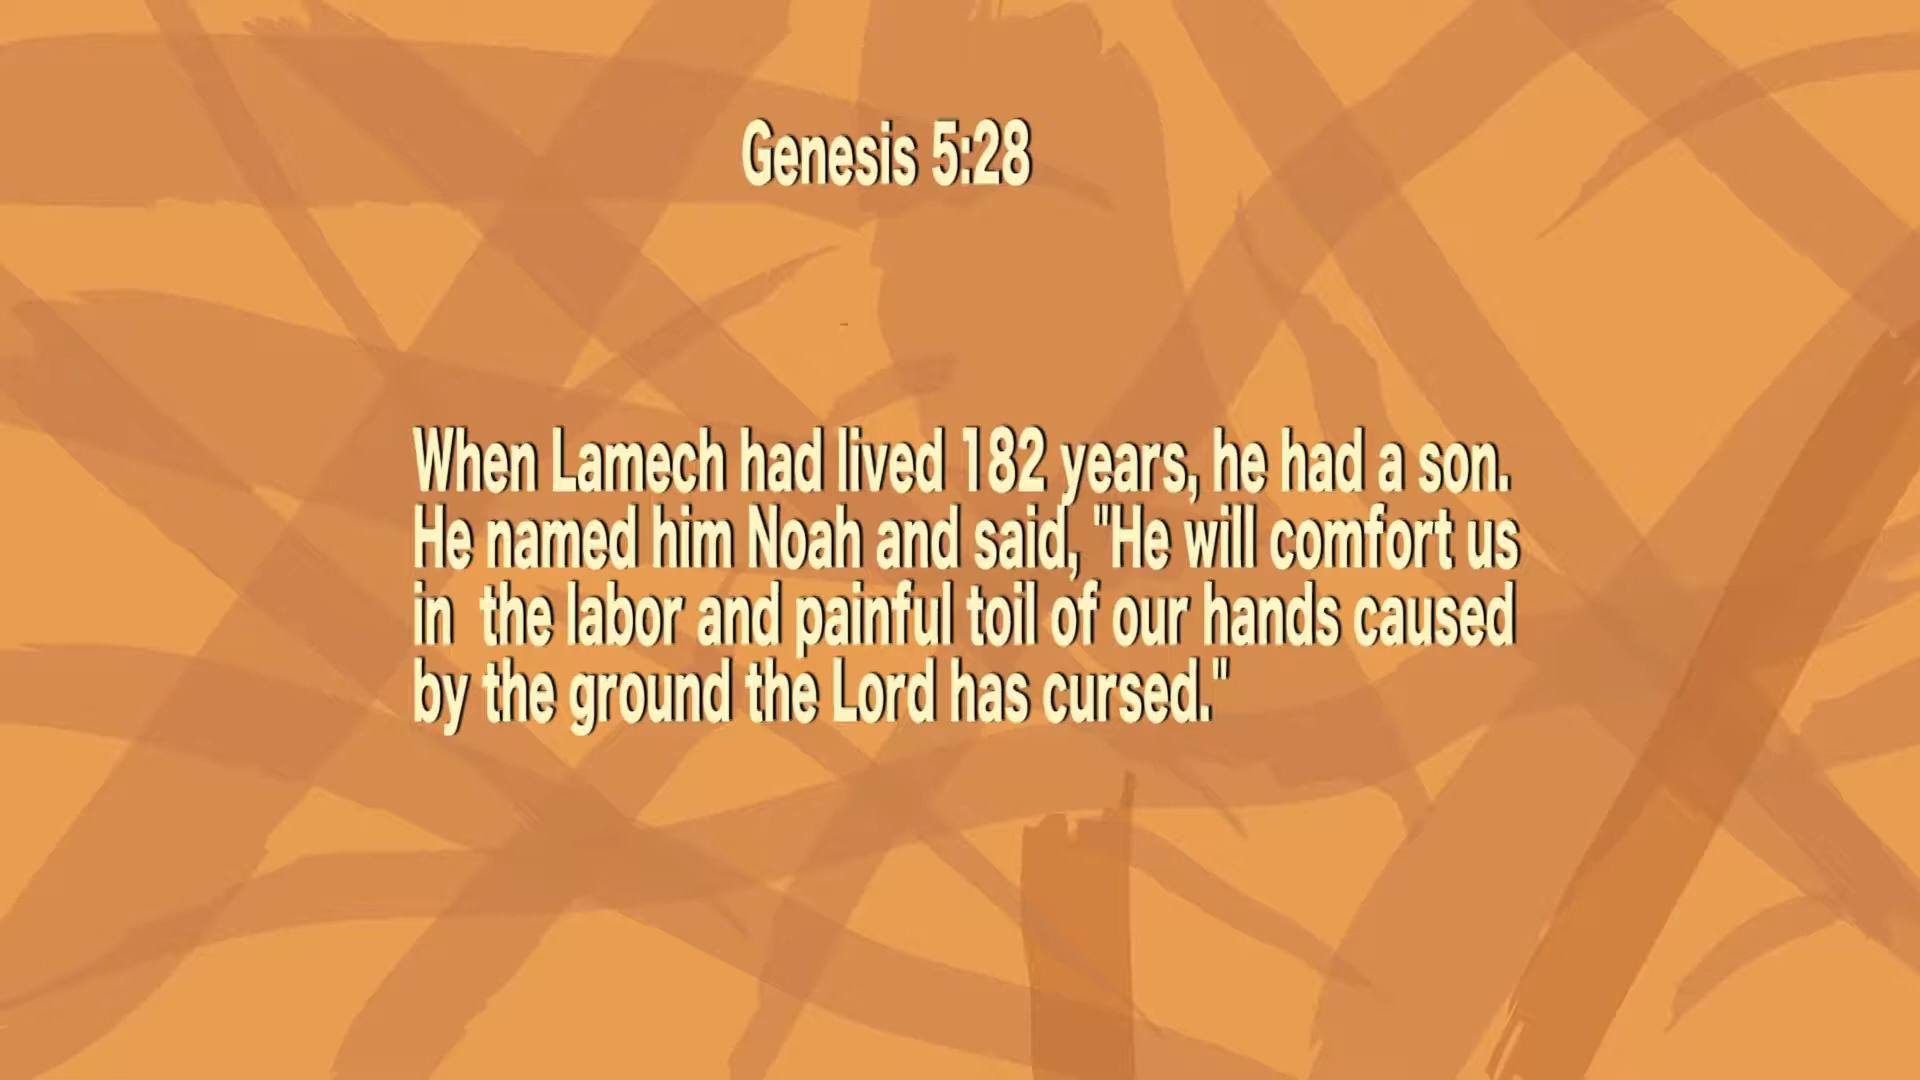 Genesis 5:28
When Lamech had lived 182 years, he had a son.
He named him Noah and said, "He will comfort us
in  the labor and painful toil of our hands caused
by the ground the Lord has cursed."